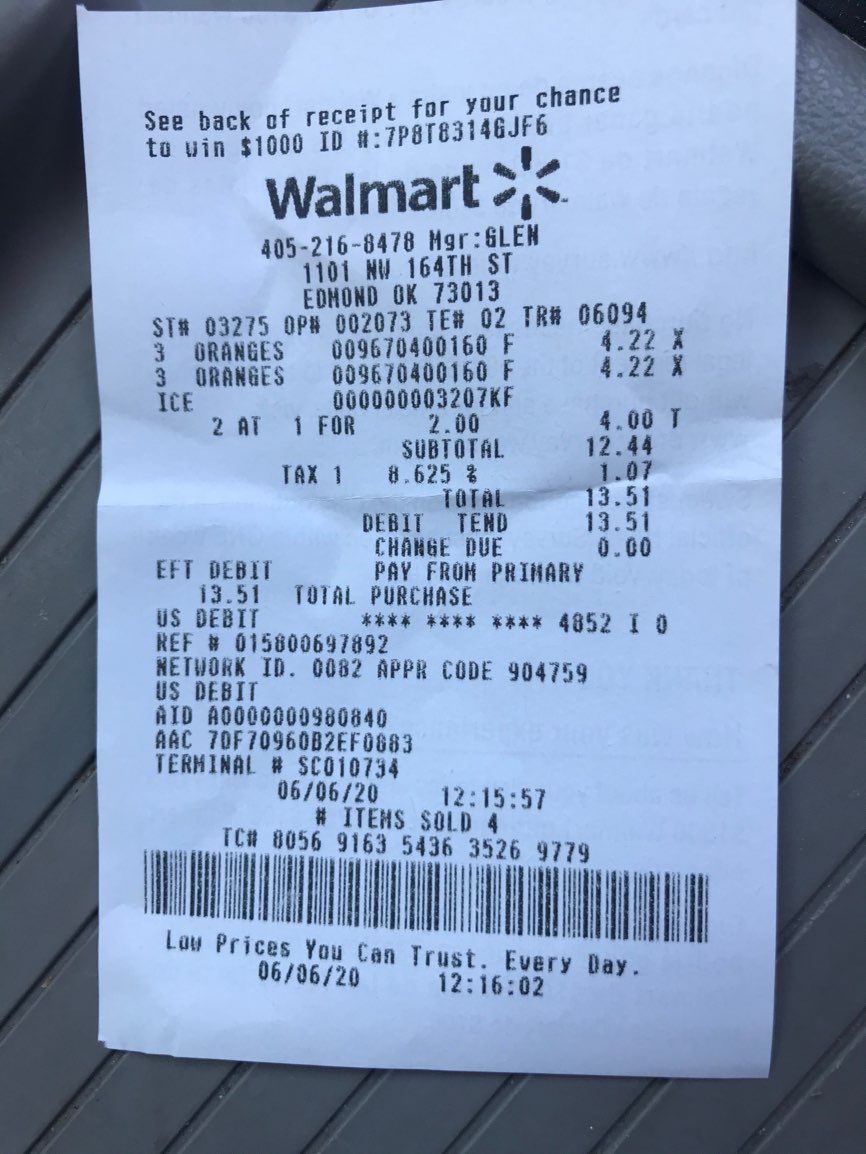 See back of receipt for your chance
to win $1000 ID #:7P8T8314GJF6
Walmart
405-216-8478 Mgr:GLEN
1101 NW 164TH ST
EDMOND OK 73013
ST# 03275 OP# 002073 TE# 02 TR# 06094
3 ORANGES 009670400160 F 4.22 X
3 ORANGES 009670400160 F 4.22 X
ICE 000000003207KF
2 AT 1 FOR 2.00 4.00 T
SUBTOTAL 12.44
TAX 1 8.625 % 1.07
TOTAL 13.51
DEBIT TEND 13.51
CHANGE DUE 0.00
EFT DEBIT PAY FROM PRIMARY
13.51 TOTAL PURCHASE
US DEBIT **** **** **** 4852 I 0
REF # 015800697892
NETWORK ID. 0082 APPR CODE 904759
US DEBIT
AID A0000000980840
AAC 70F70960B2EF0883
TERMINAL # SC010734
06/06/20 12:15:57
# ITEMS SOLD 4
TC# 8056 9163 5436 3526 9779
Low Prices You Can Trust. Every Day.
06/06/20 12:16:02